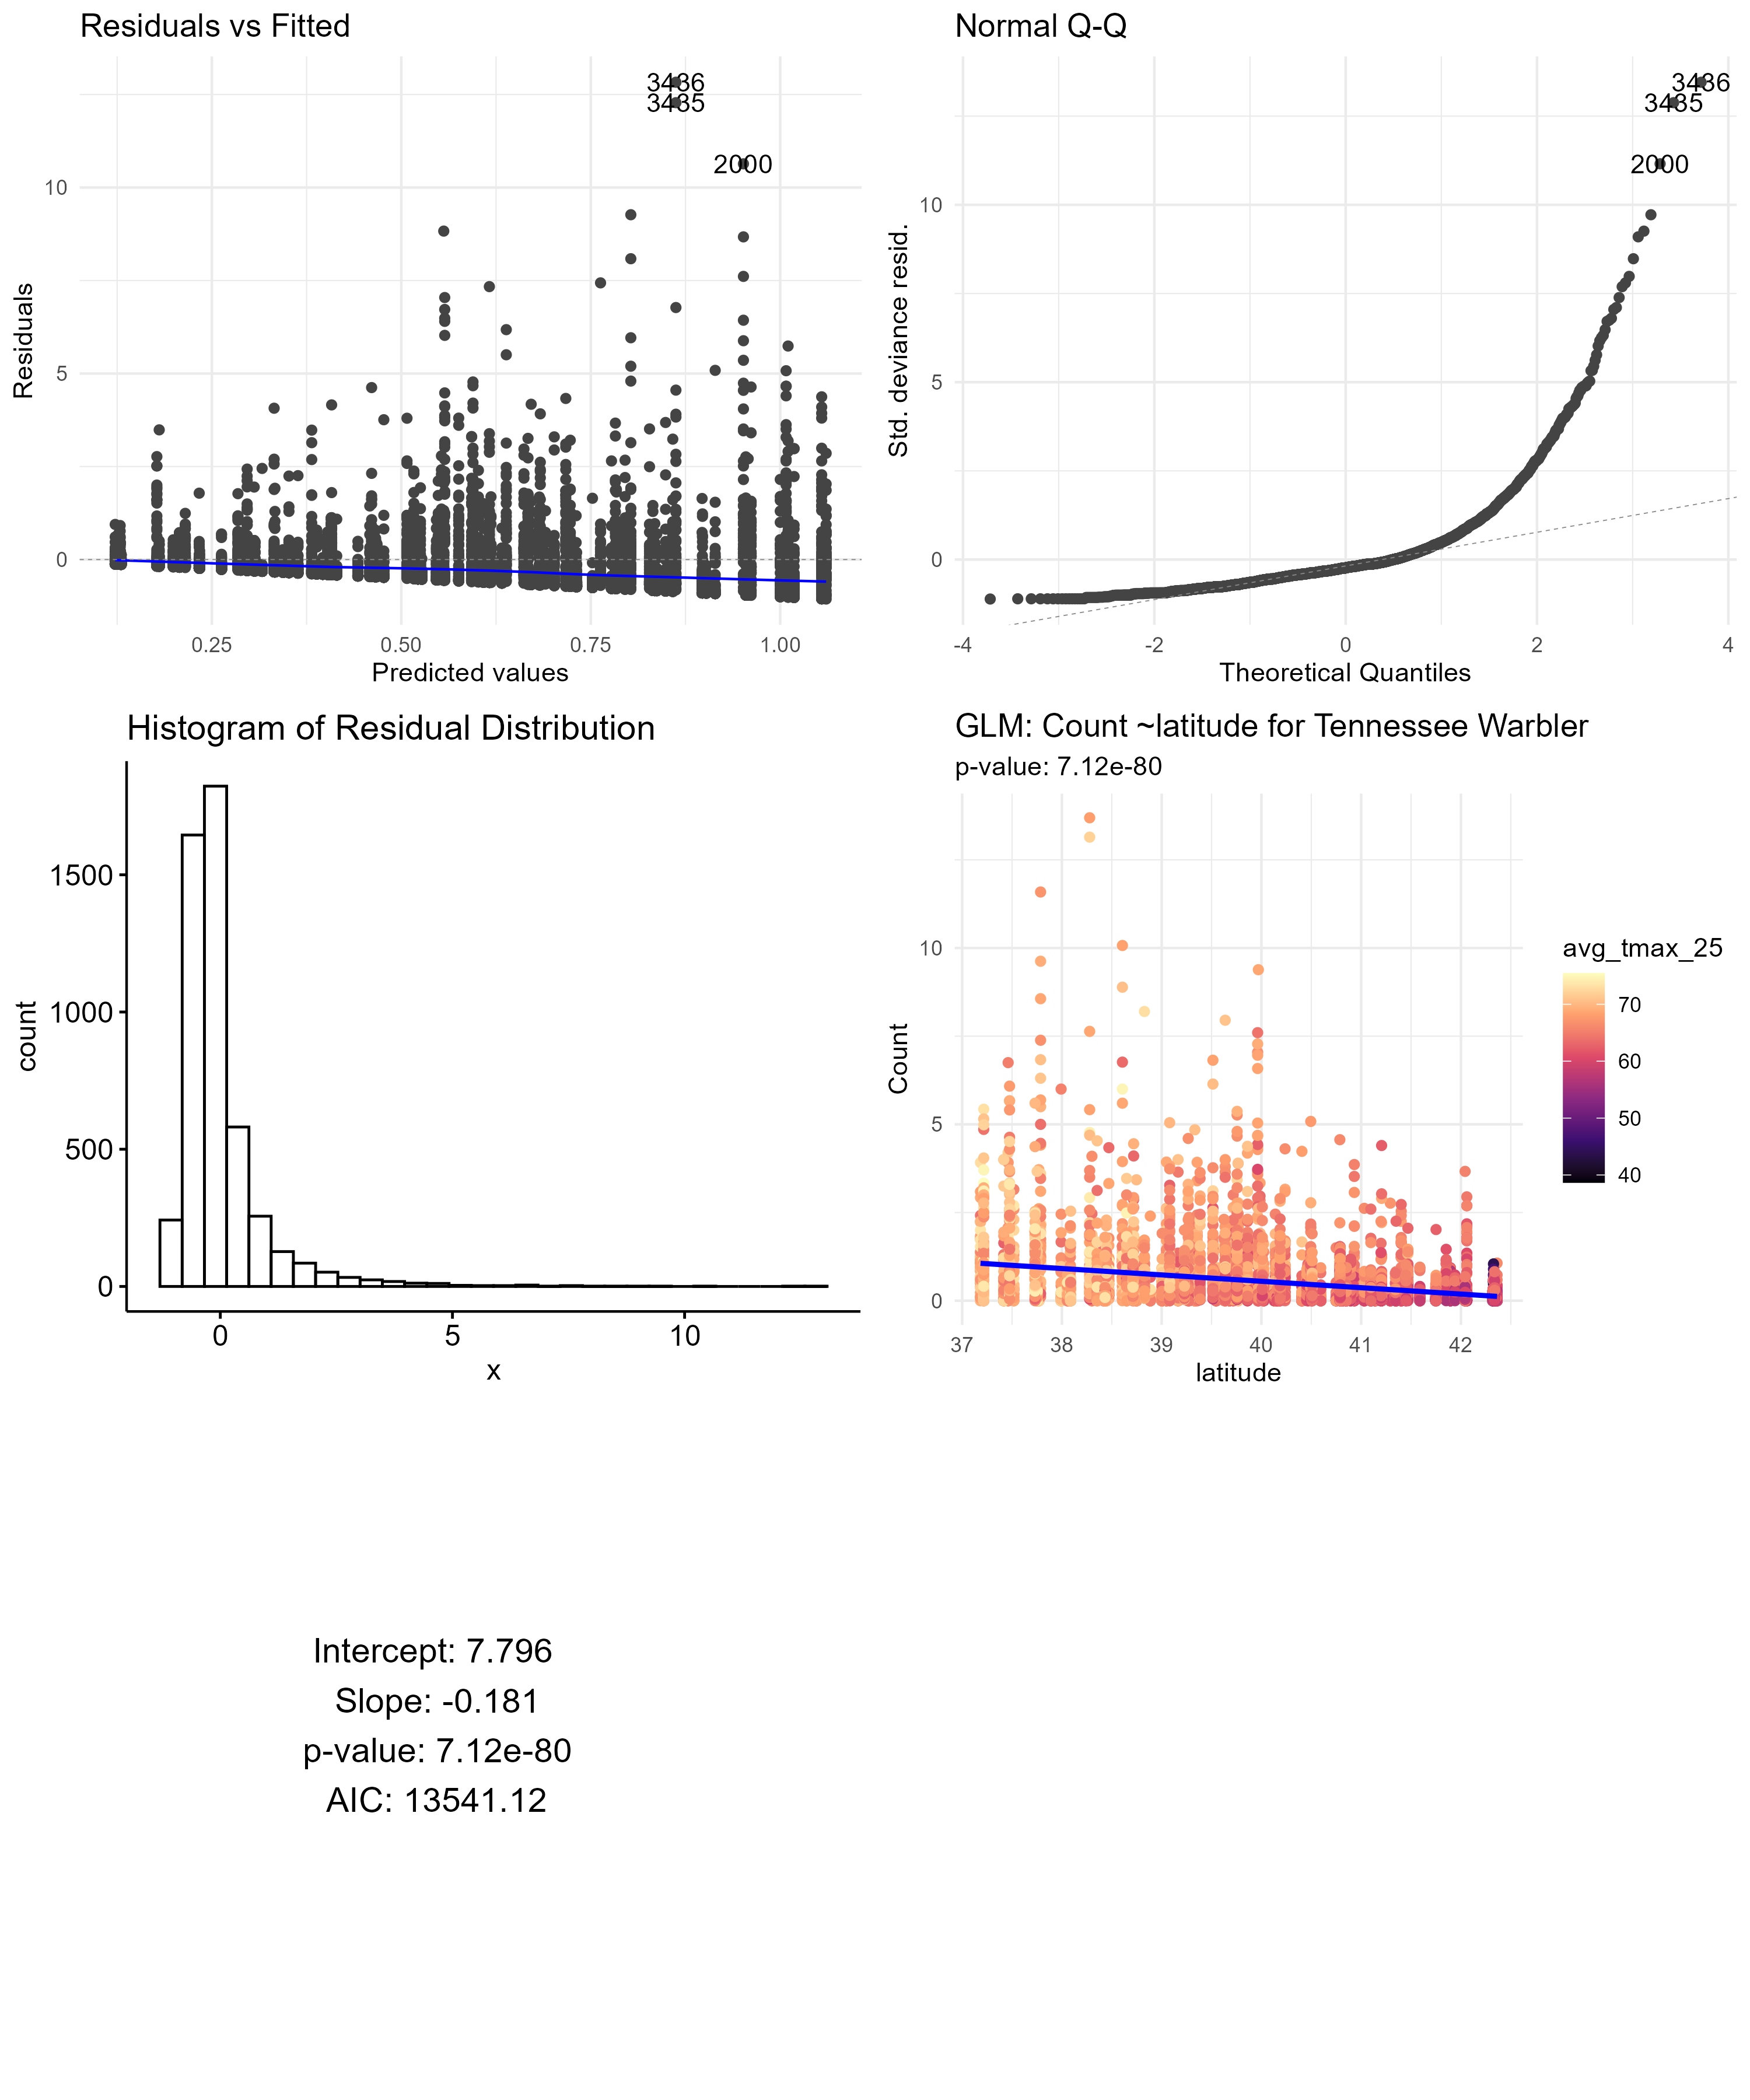 Residuals vs Fitted
3436
3435
2000
10
5
0
Residuals
0.25 0.50 0.75 1.00
Predicted values
Normal Q-Q
3436
3435
2000
10
5
0
Std. deviance resid.
-4 -2 0 2 4
Theoretical Quantiles
Histogram of Residual Distribution
1500
1000
500
0
count
0 5 10
x
GLM: Count ~latitude for Tennessee Warbler
p-value: 7.12e-80
10
5
0
Count
37 38 39 40 41 42
latitude
avg_tmax_25
70
60
50
40
Intercept: 7.796
Slope: -0.181
p-value: 7.12e-80
AIC: 13541.12